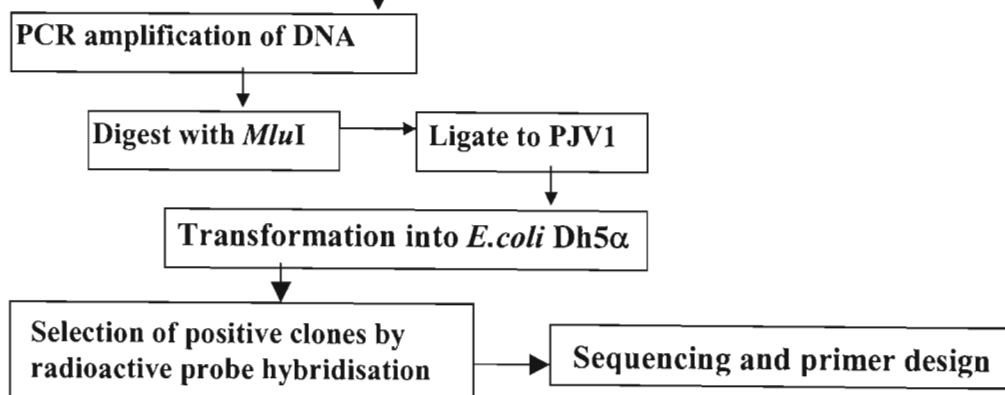 PCR amplification of DNA
Digest with MluI
Ligate to PJV1
Transformation into E.coli Dh5α
Selection of positive clones by
radioactive probe hybridisation
Sequencing and primer design